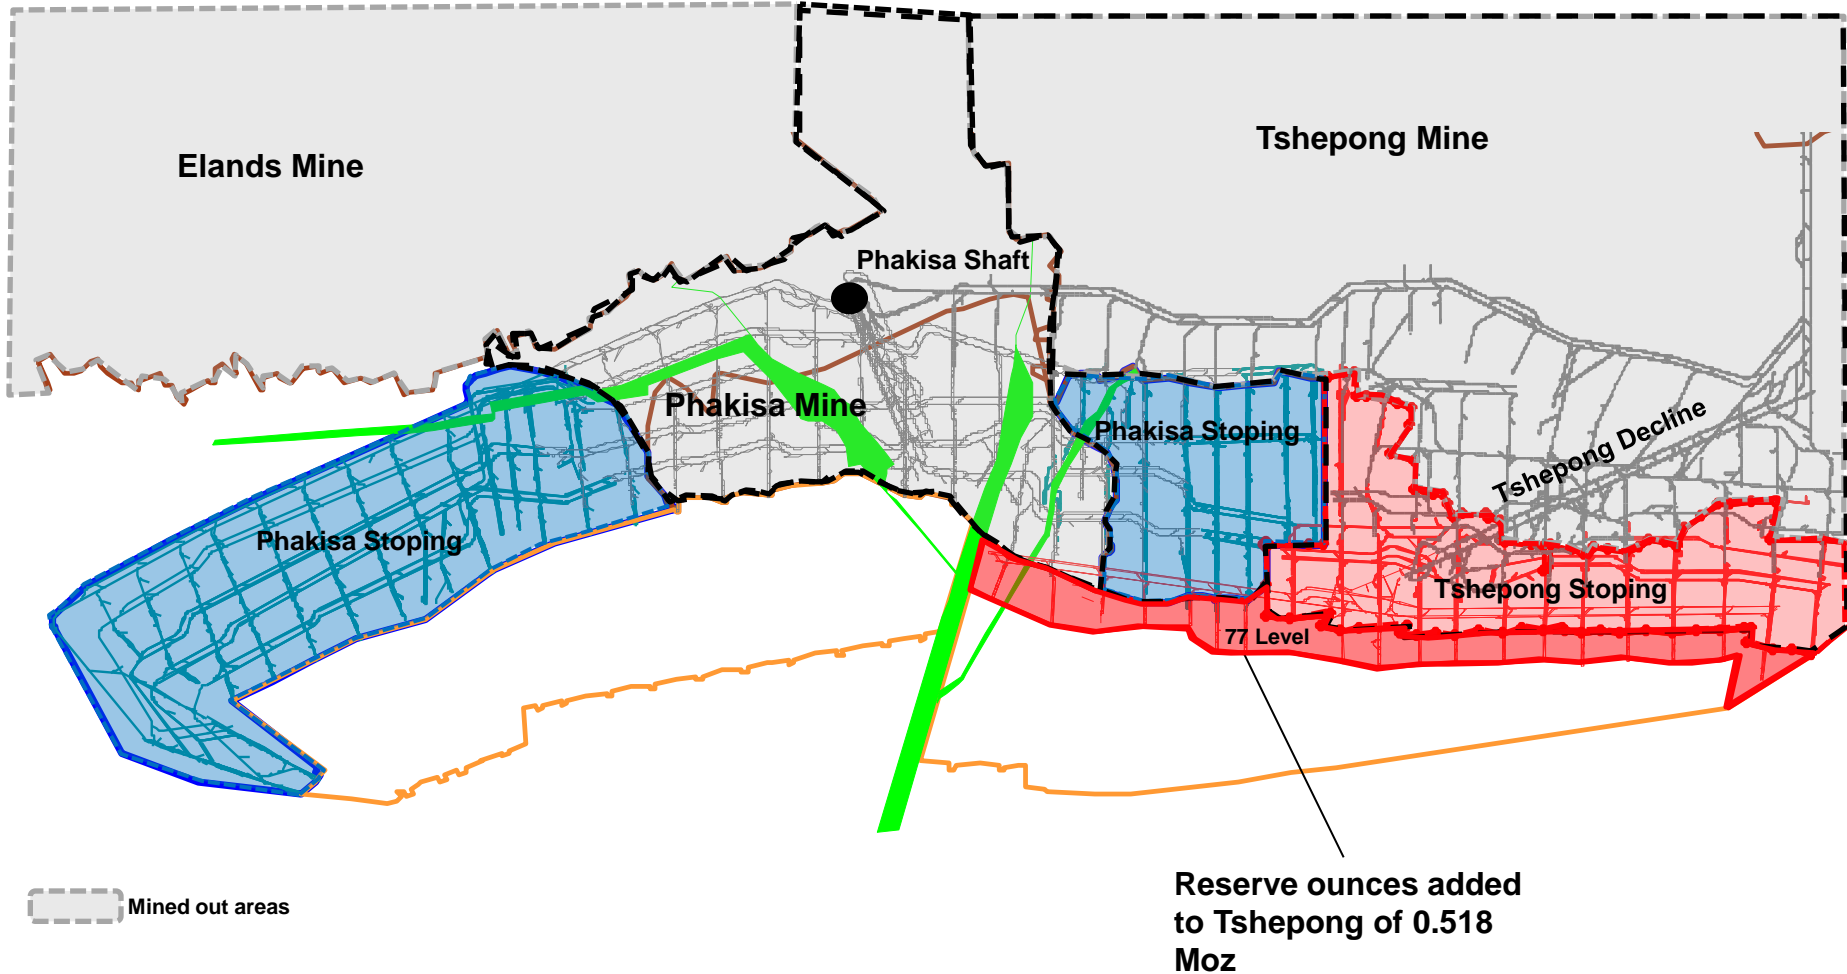 Tshepong Mine
Elands Mine
Phakisa Shaft
Phakisa Mine
Phakisa Stoping
Tshepong Decline
Phakisa Stoping
Tshepong Stoping
77 Level
Reserve ounces added
to Tshepong of 0.518
Moz
Mined out areas